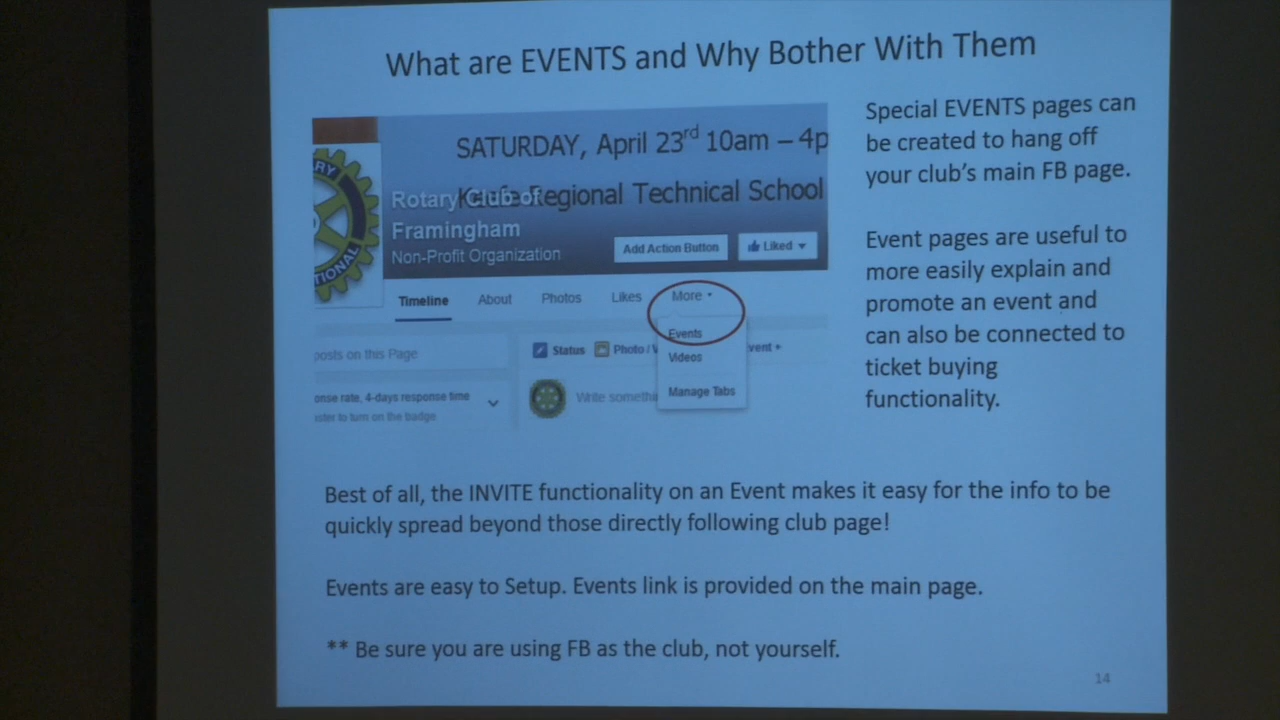 What are EVENTS and Why Bother With Them
SATURDAY, April 23rd 10am – 4p
Regional Technical School
Rotary Club of
Framingham
Non-Profit Organization
Add Action Button
Liked
RY
TIONAL
Timeline
About
Photos
Likes
More
Events
Videos
Manage Tabs
posts on this Page
Status
Photo / V
vent +
onse rate, 4-days response time
ster to turn on the badge.
Write somethi
Special EVENTS pages can
be created to hang off
your club's main FB page.
Event pages are useful to
more easily explain and
promote an event and
can also be connected to
ticket buying
functionality.
Best of all, the INVITE functionality on an Event makes it easy for the info to be
quickly spread beyond those directly following club page!
Events are easy to Setup. Events link is provided on the main page.
** Be sure you are using FB as the club, not yourself.
14